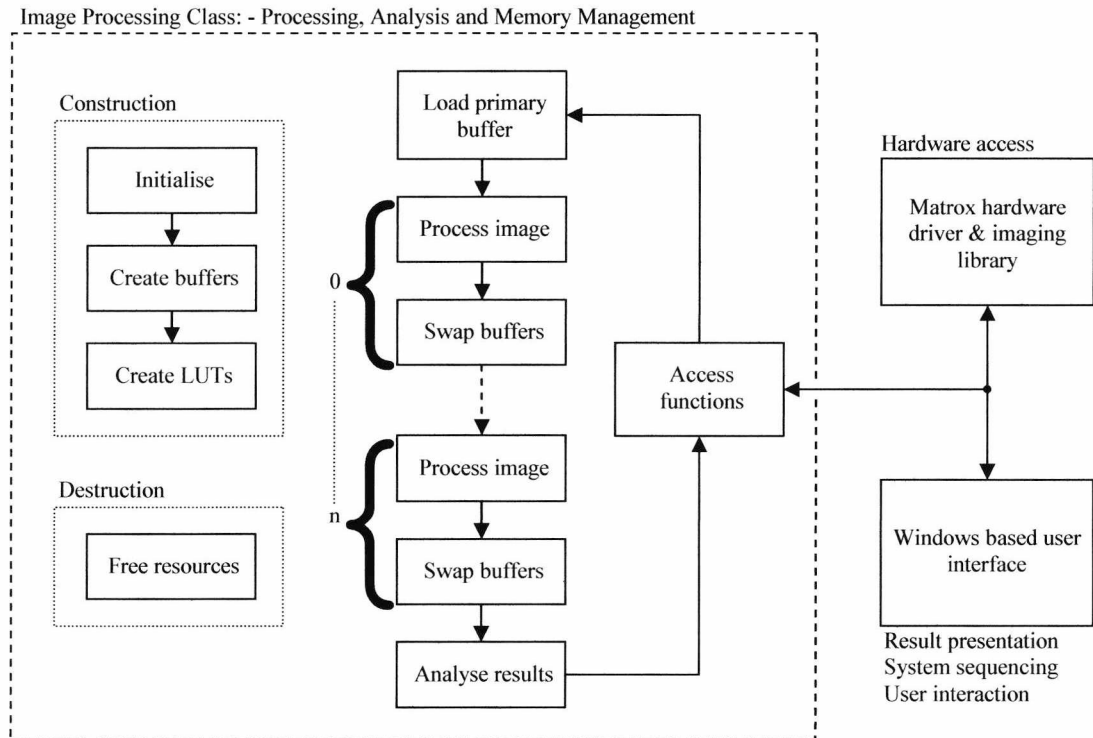 Image Processing Class: - Processing, Analysis and Memory Management
Construction
Initialise
Create buffers
Create LUTs
Destruction
Free resources
Load primary
buffer
0
Process image
Swap buffers
n
Process image
Swap buffers
Analyse results
Access
functions
Hardware access
Matrox hardware
driver & imaging
library
Windows based user
interface
Result presentation
System sequencing
User interaction